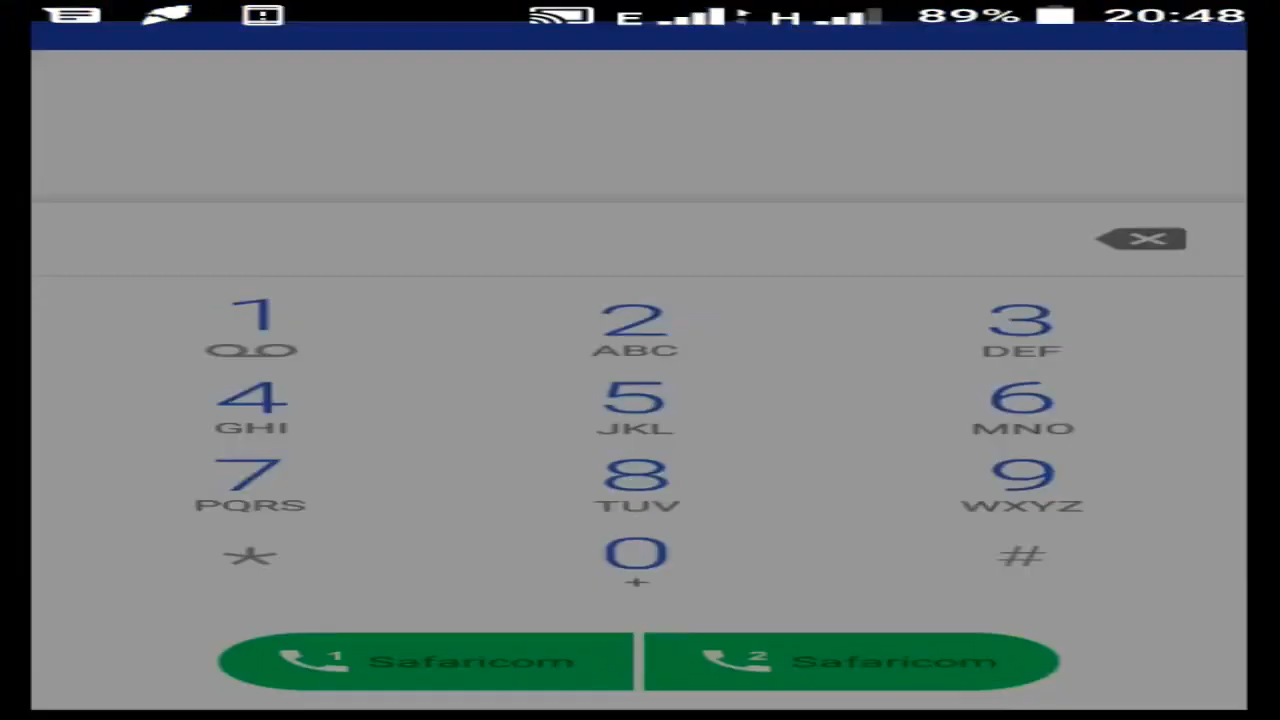 E H 89% 20:48
1 2 3
ABC DEF
4 5 6
GHI JKL MNO
7 8 9
PQRS TUV WXYZ
* 0 #
+
1 Safaricom 2 Safaricom